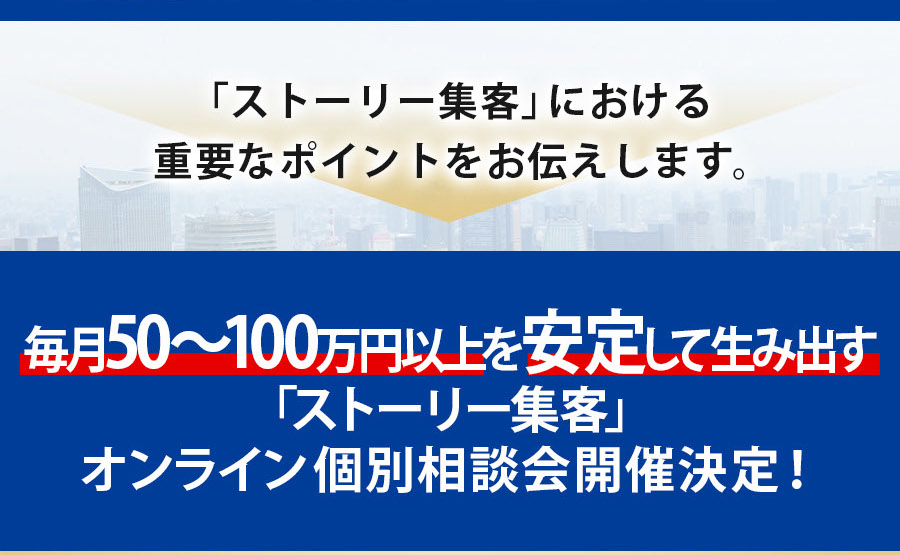 「ストーリー集客」における
重要なポイントをお伝えします。
毎月50～100万円以上を安定して生み出す
「ストーリー集客」
オンライン個別相談会開催決定！